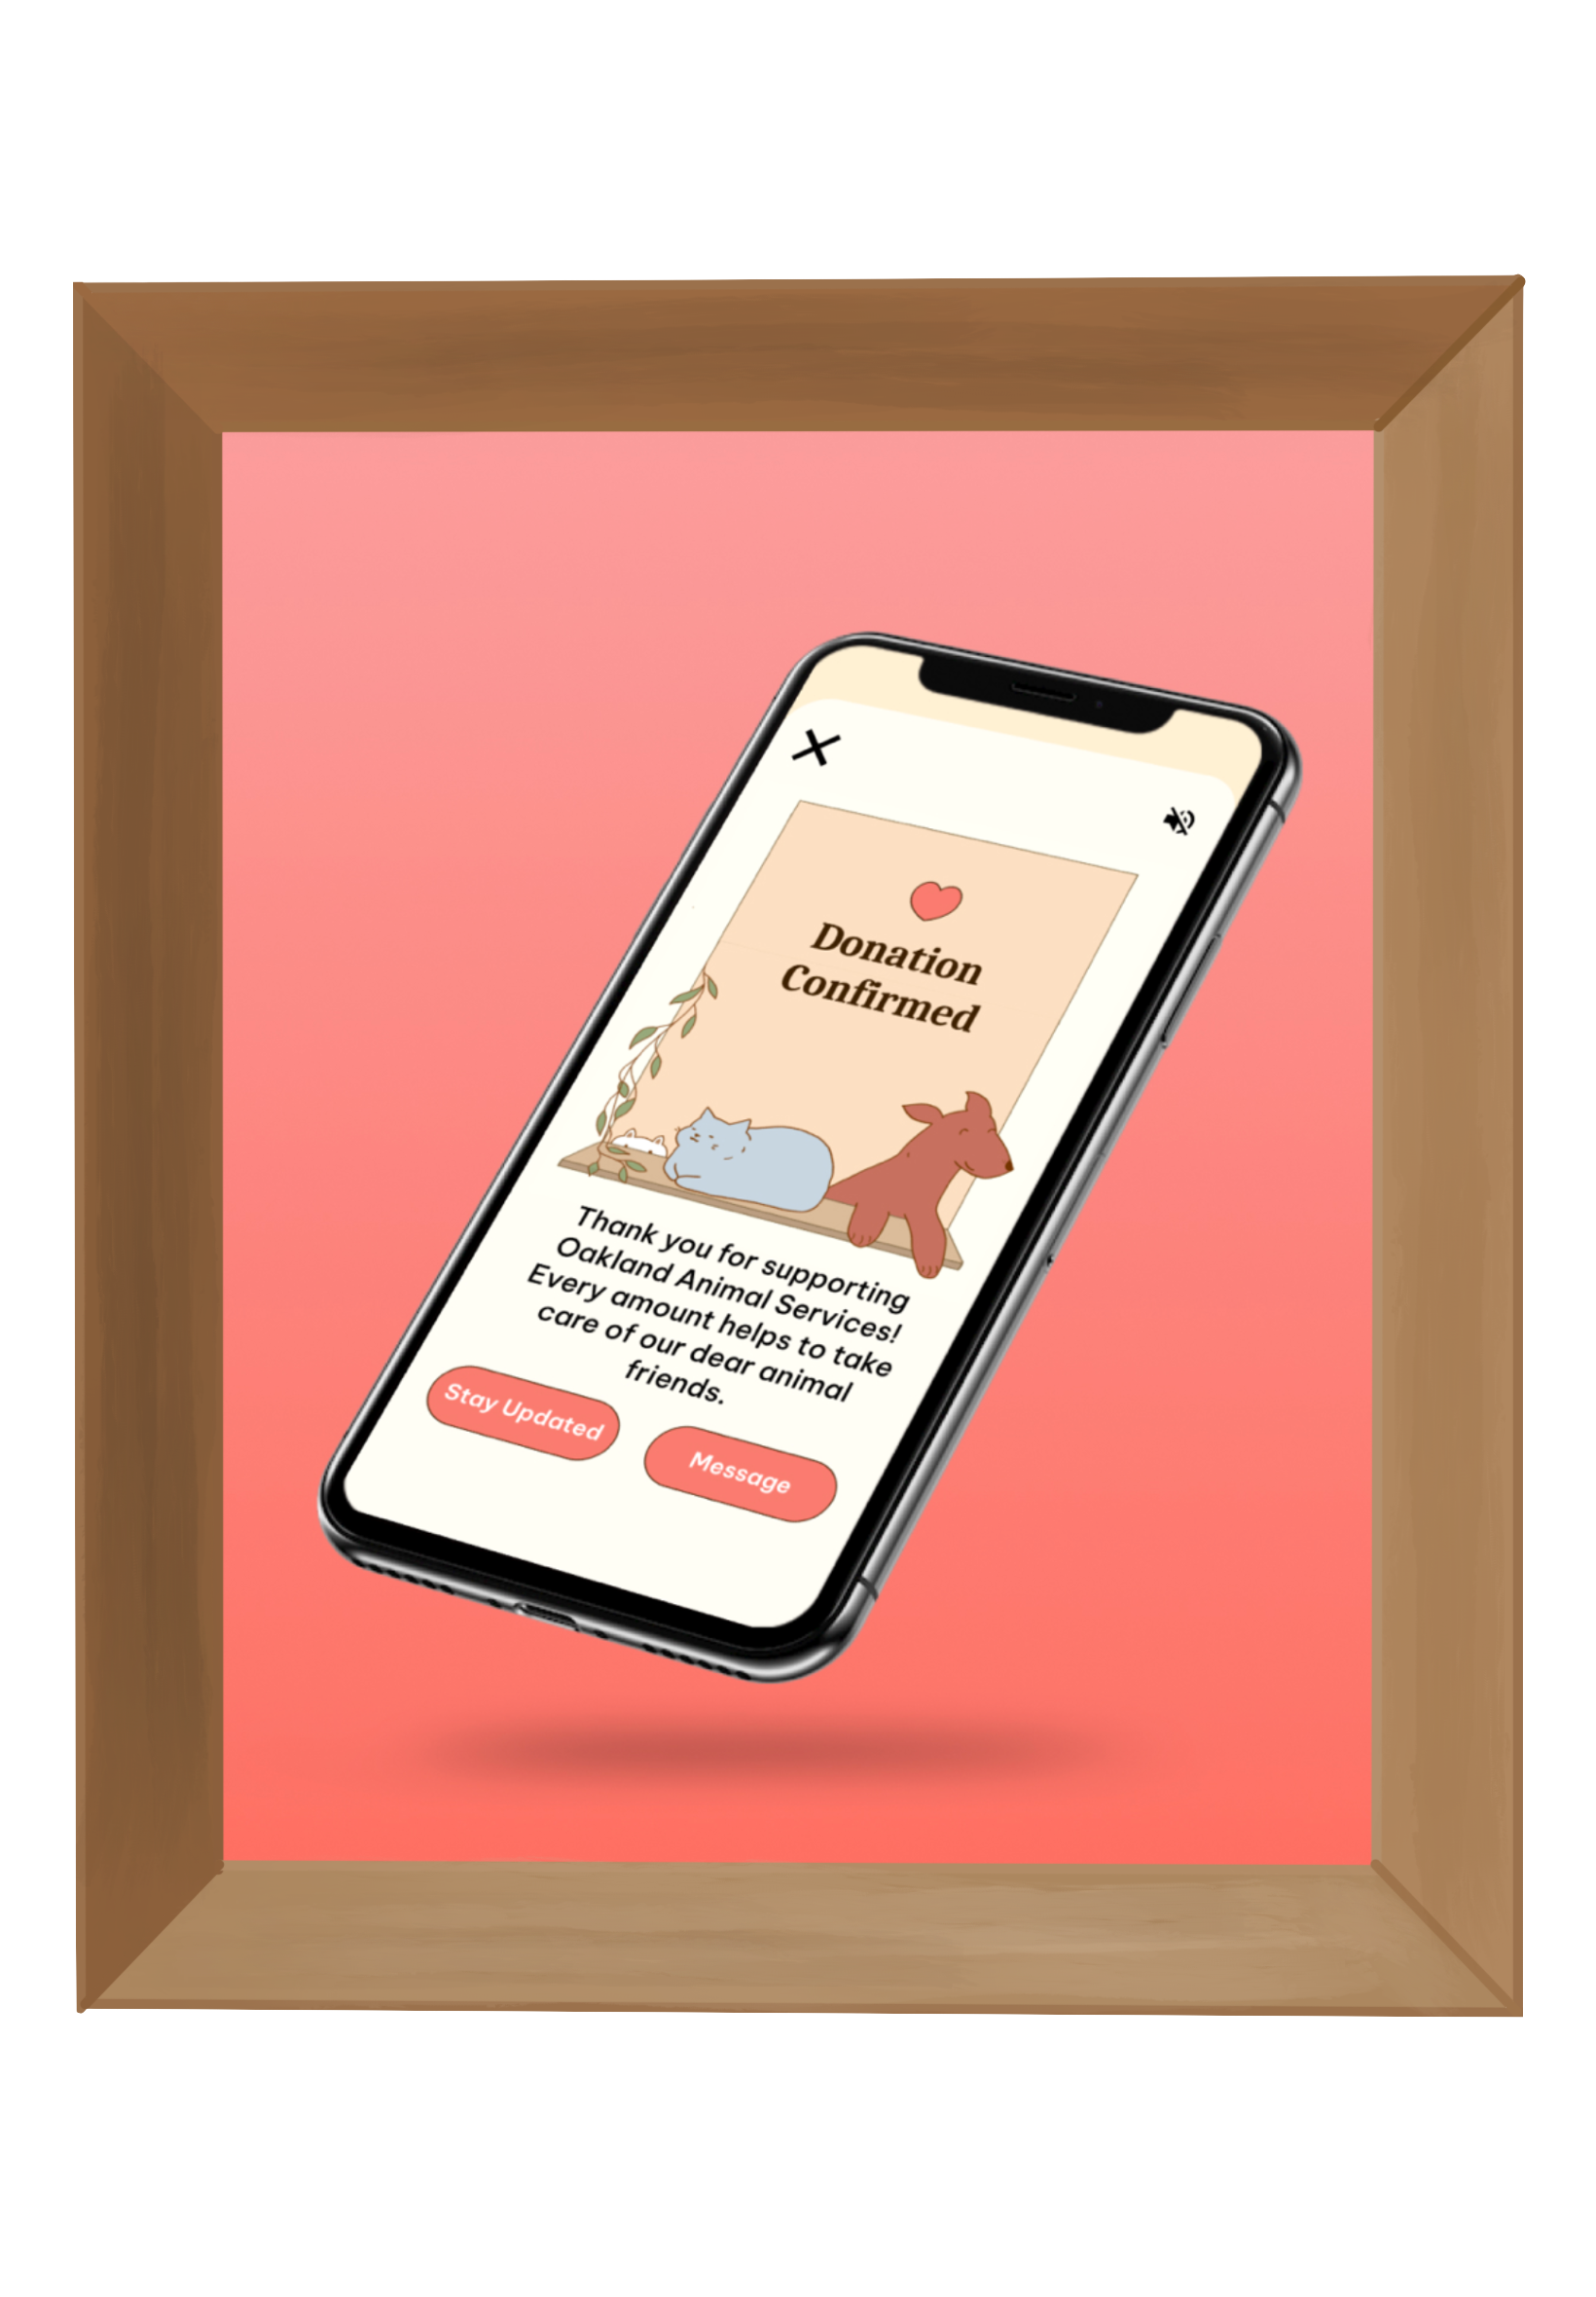 Donation
Confirmed
Thank you for supporting
Oakland Animal Services!
Every amount helps to take
care of our dear animal
friends.
Stay Updated
Message